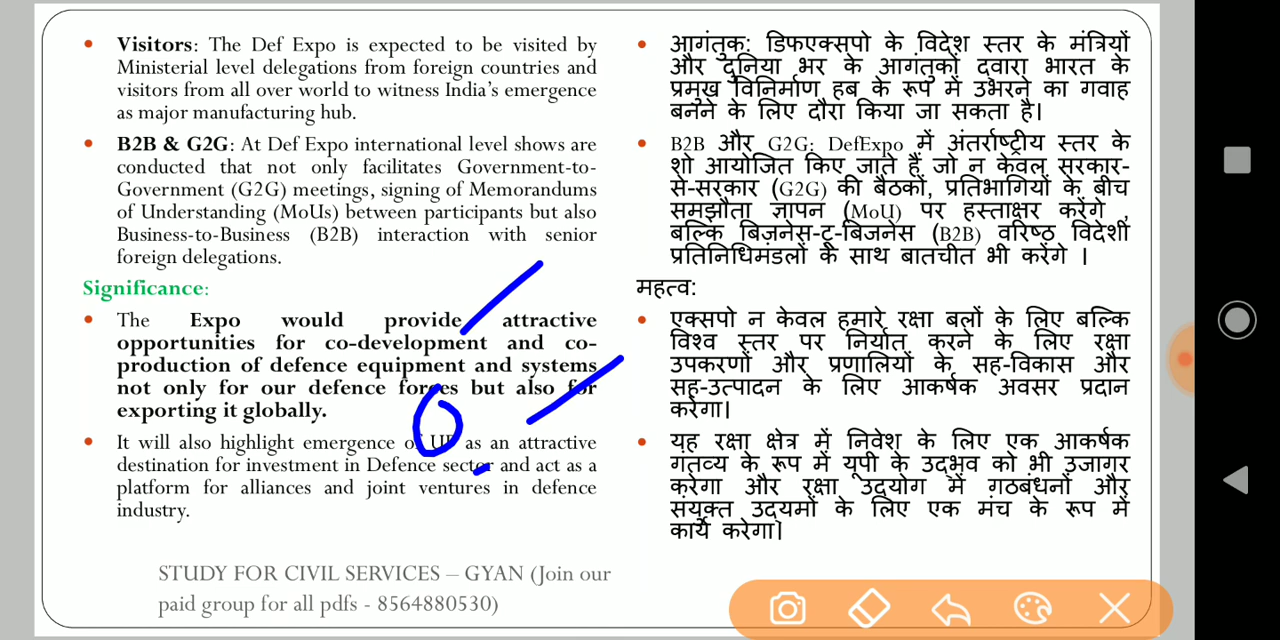 Visitors: The Def Expo is expected to be visited by
Ministerial level delegations from foreign countries and
visitors from all over world to witness India's emergence
as major manufacturing hub.
B2B & G2G: At Def Expo international level shows are
conducted that not only facilitates Government-to-
Government (G2G) meetings, signing of Memorandums
of Understanding (MoUs) between participants but also
Business-to-Business (B2B) interaction with senior
foreign delegations.
Significance:
The Expo would provide attractive
opportunities for co-development and co-
production of defence equipment and systems
not only for our defence forces but also for
exporting it globally.
It will also highlight emergence of UP as an attractive
destination for investment in Defence sector and act as a
platform for alliances and joint ventures in defence
industry.
आगंतुक: डिफएक्सपो के विदेश स्तर के मंत्रियों
और दुनिया भर के आगंतुकों द्वारा भारत के
प्रमुख विनिर्माण हब के रूप में उभरने का गवाह
बनने के लिए दौरा किया जा सकता है।
B2B और G2G: DefExpo में अंतर्राष्ट्रीय स्तर के
शो आयोजित किए जाते हैं जो न केवल सरकार-
से-सरकार (G2G) की बैठकों, प्रतिभागियों के बीच
समझौता ज्ञापन (MoU) पर हस्ताक्षर करेंगे ,
बल्कि बिज़नेस-टू-बिजनेस (B2B) वरिष्ठ विदेशी
प्रतिनिधिमंडलों के साथ बातचीत भी करेंगे ।
महत्व:
एक्सपो न केवल हमारे रक्षा बलों के लिए बल्कि
विश्व स्तर पर निर्यात करने के लिए रक्षा
उपकरणों और प्रणालियों के सह-विकास और
सह-उत्पादन के लिए आकर्षक अवसर प्रदान
करेगा।
यह रक्षा क्षेत्र में निवेश के लिए एक आकर्षक
गंतव्य के रूप में यूपी के उद्भव को भी उजागर
करेगा और रक्षा उद्योग में गठबंधनों और
संयुक्त उद्यमों के लिए एक मंच के रूप में
कार्य करेगा।
STUDY FOR CIVIL SERVICES – GYAN (Join our
paid group for all pdfs - 8564880530)